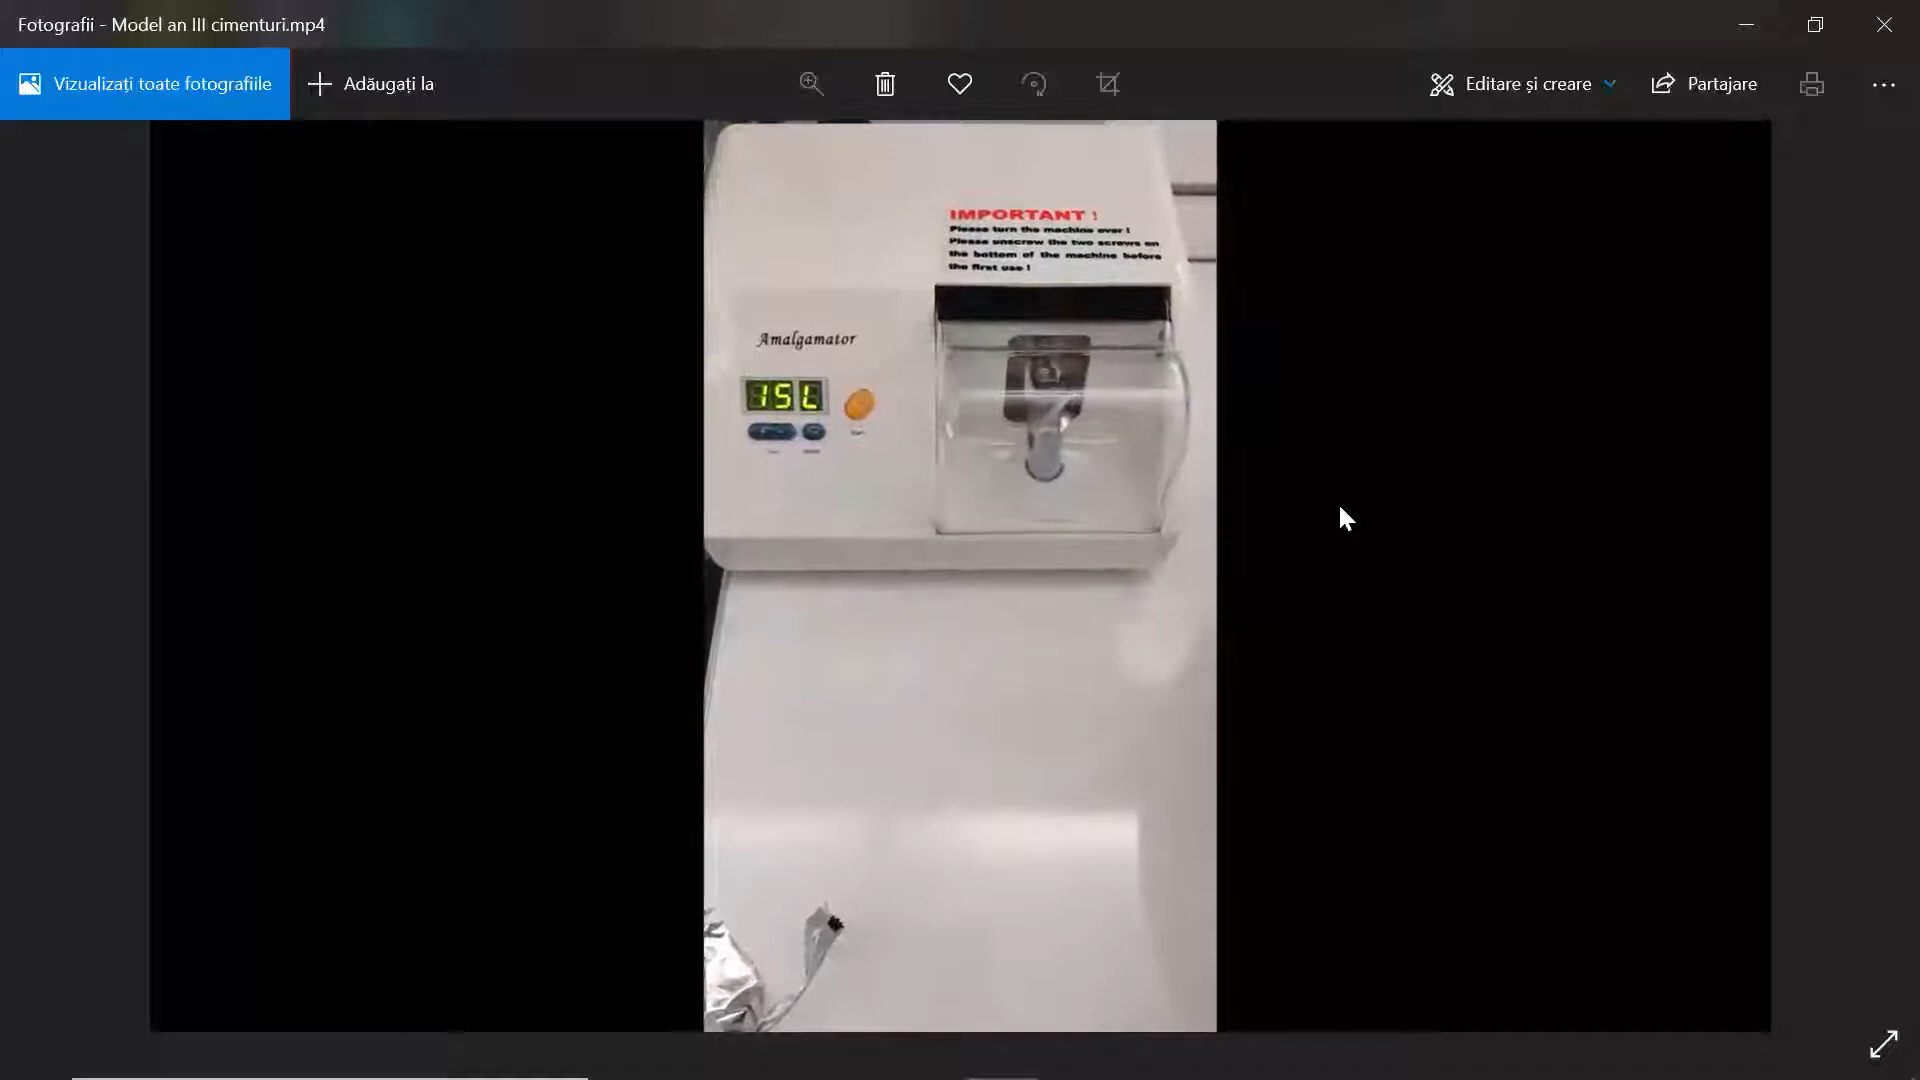 Fotografii - Model an III cimenturi.mp4
Vizualizați toate fotografiile
Adăugați la
Editare și creare
Partajare
IMPORTANT !
Please turn the machine over !
Please unscrew the two screws on
the bottom of the machine before
the first use !
Amalgamator
15L